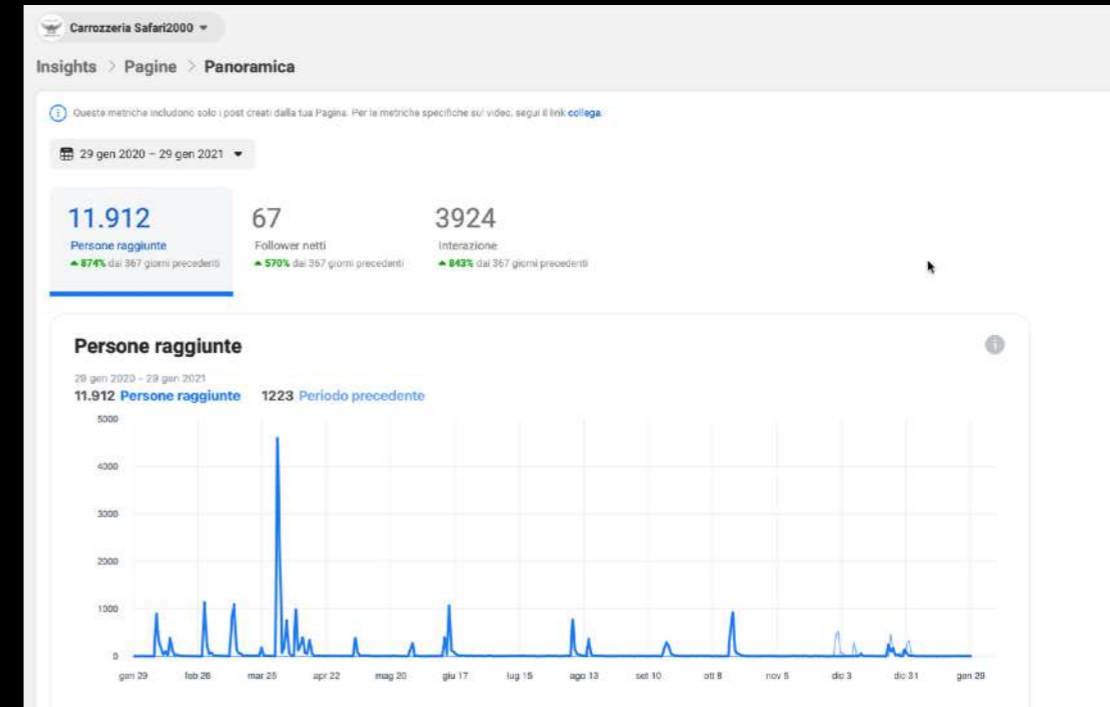 Carrozzeria Safari2000
Insights > Pagine > Panoramica
Queste metriche includono solo i post creati dalla tua Pagina. Per le metriche specifiche sui video, segui il link collega.
29 gen 2020 – 29 gen 2021
11.912
Persone raggiunte
874% dai 367 giorni precedenti
67
Follower netti
570% dai 367 giorni precedenti
3924
Interazione
843% dai 367 giorni precedenti
Persone raggiunte
29 gen 2020 – 29 gen 2021
11.912 Persone raggiunte 1223 Periodo precedente
5000
4000
3000
2000
1000
0
gen 29 feb 26 mar 25 apr 22 mag 20 giu 17 lug 15 ago 13 set 10 ott 8 nov 5 dic 3 dic 31 gen 29